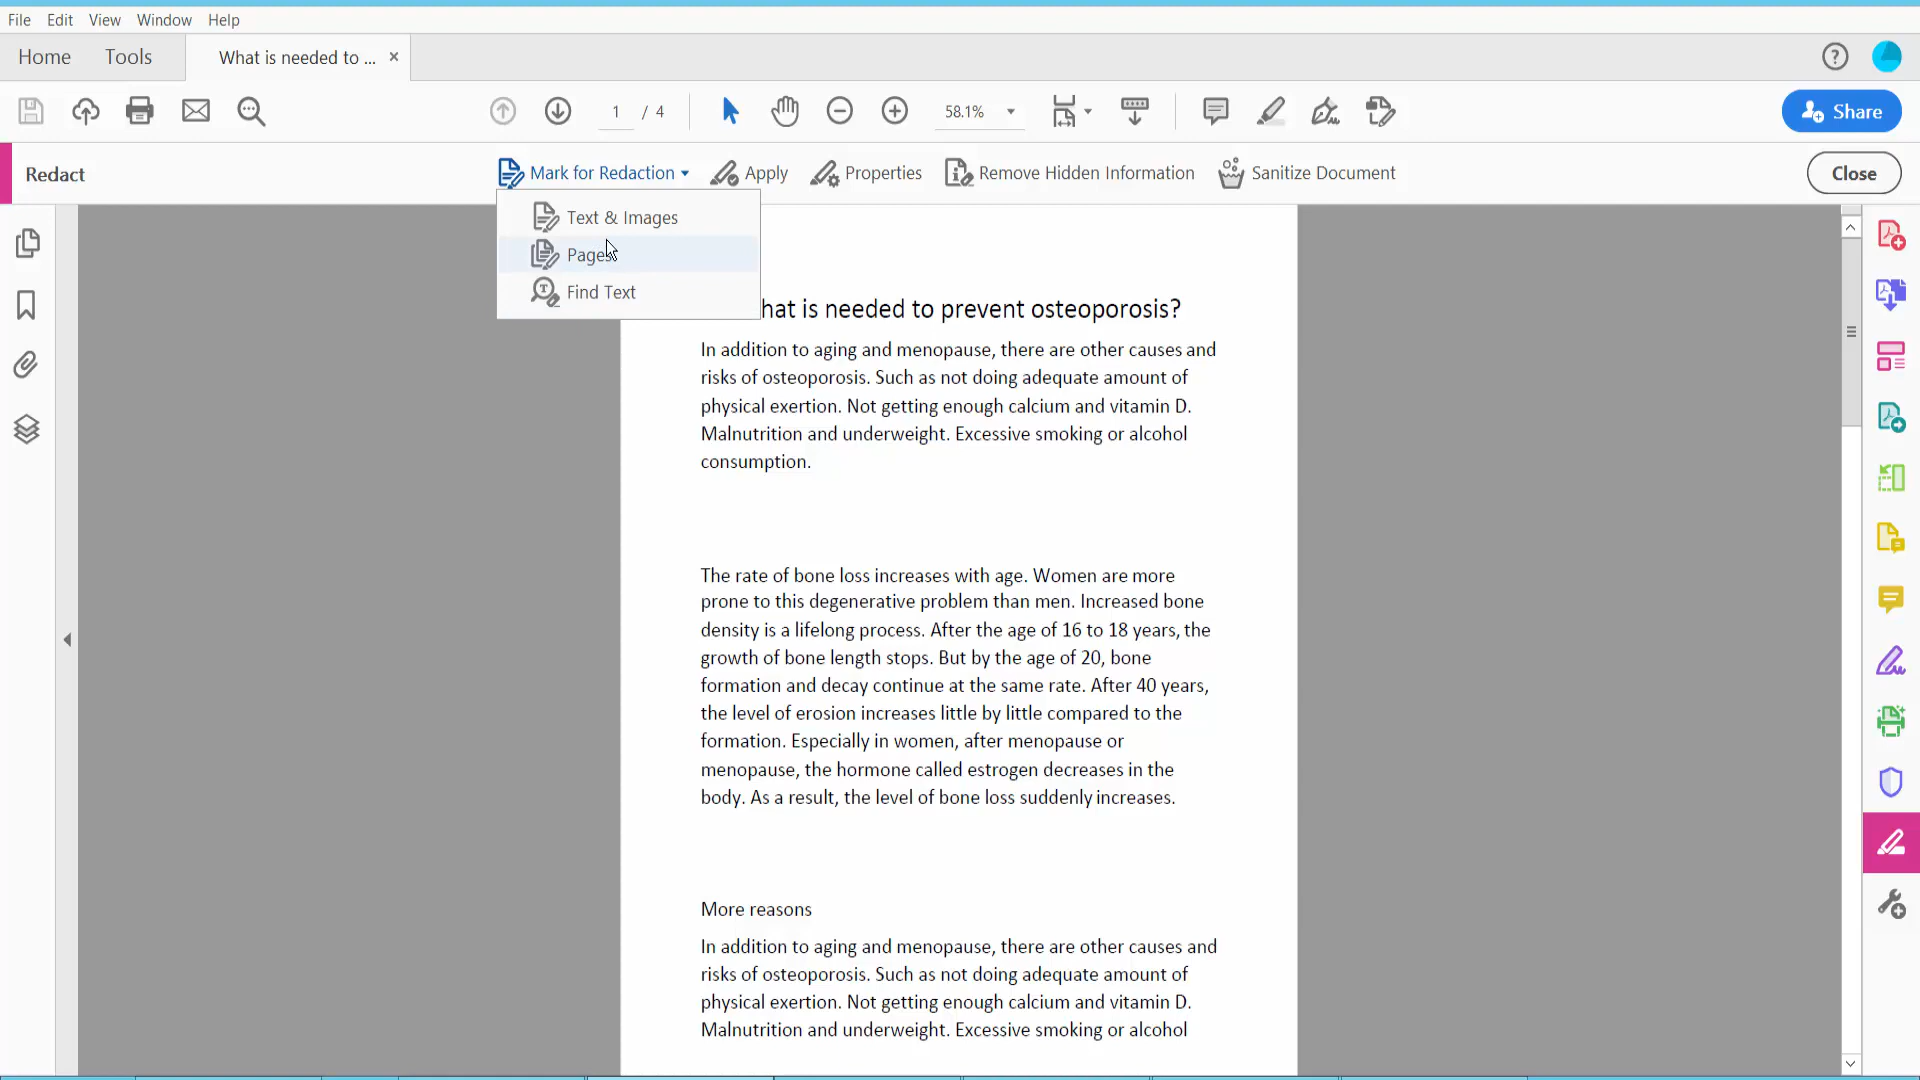 File Edit View Window Help
Home Tools What is needed to ... ×
1 / 4 58.1% Share
Redact Mark for Redaction Apply Properties Remove Hidden Information Sanitize Document Close
Text & Images
Pages
Find Text
hat is needed to prevent osteoporosis?
In addition to aging and menopause, there are other causes and
risks of osteoporosis. Such as not doing adequate amount of
physical exertion. Not getting enough calcium and vitamin D.
Malnutrition and underweight. Excessive smoking or alcohol
consumption.
The rate of bone loss increases with age. Women are more
prone to this degenerative problem than men. Increased bone
density is a lifelong process. After the age of 16 to 18 years, the
growth of bone length stops. But by the age of 20, bone
formation and decay continue at the same rate. After 40 years,
the level of erosion increases little by little compared to the
formation. Especially in women, after menopause or
menopause, the hormone called estrogen decreases in the
body. As a result, the level of bone loss suddenly increases.
More reasons
In addition to aging and menopause, there are other causes and
risks of osteoporosis. Such as not doing adequate amount of
physical exertion. Not getting enough calcium and vitamin D.
Malnutrition and underweight. Excessive smoking or alcohol